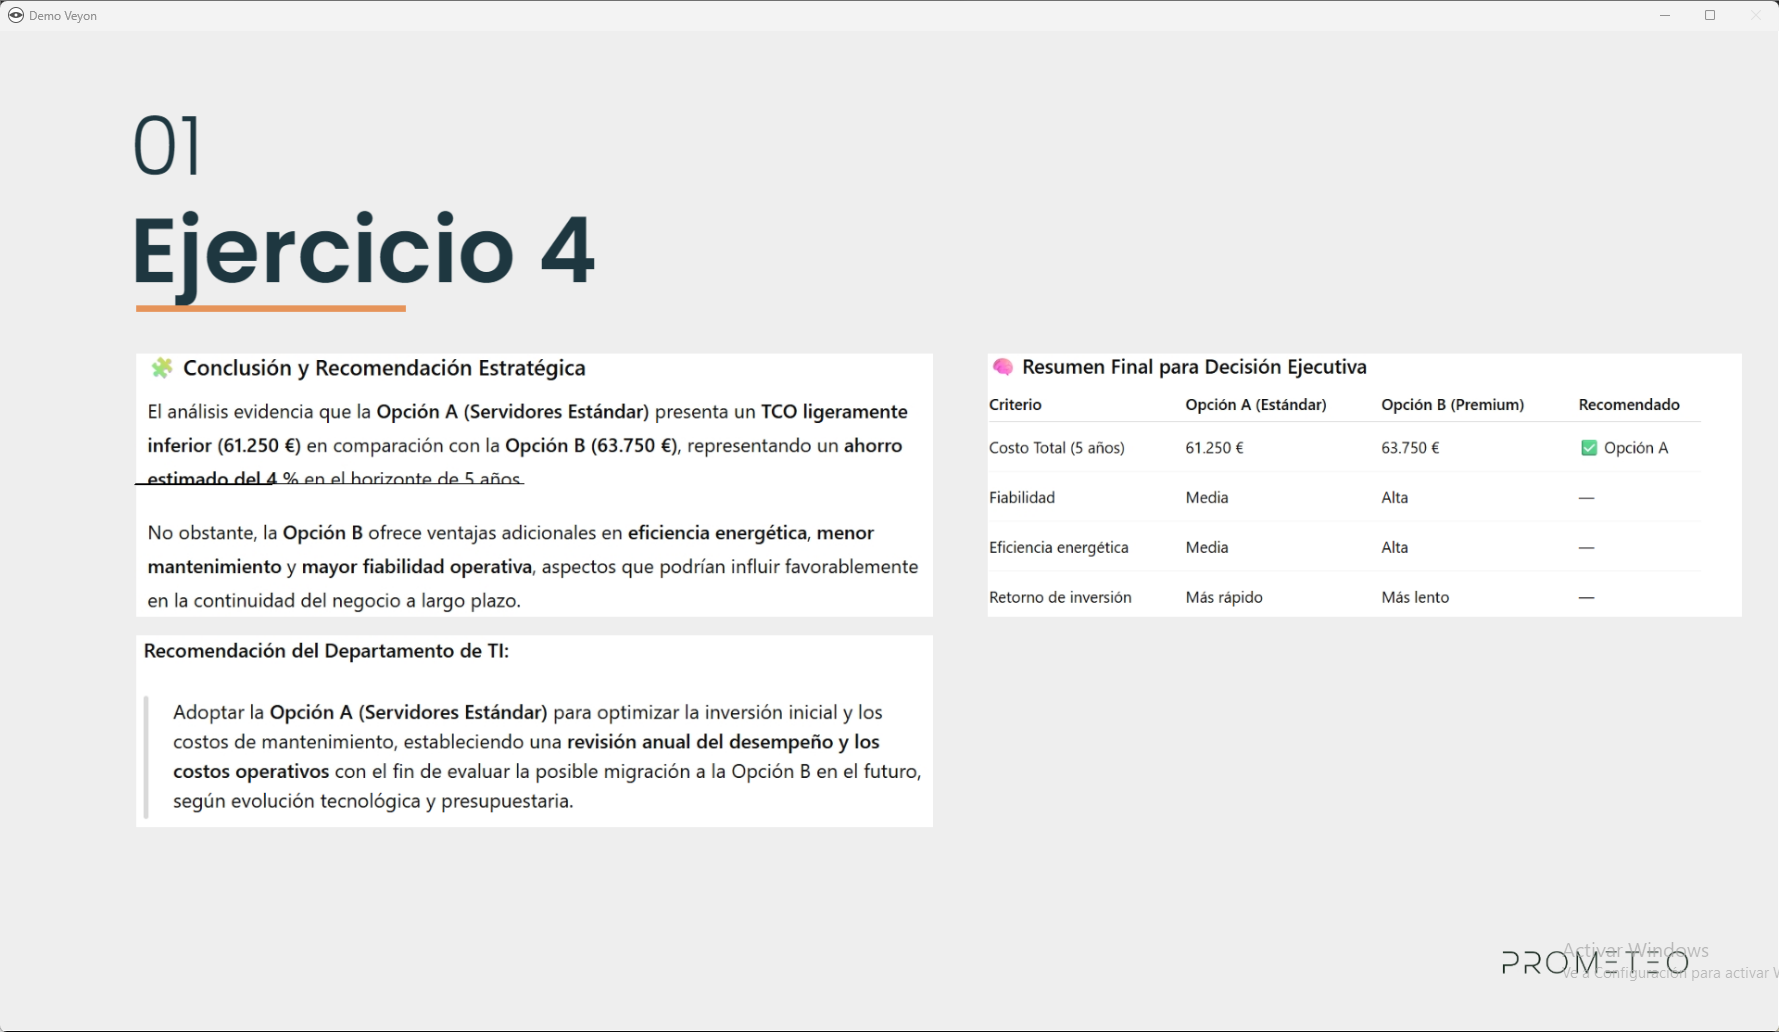 Demo Veyon
01
Ejercicio 4
Conclusión y Recomendación Estratégica
El análisis evidencia que la Opción A (Servidores Estándar) presenta un TCO ligeramente
inferior (61.250 €) en comparación con la Opción B (63.750 €), representando un ahorro
estimado del 4 % en el horizonte de 5 años.
No obstante, la Opción B ofrece ventajas adicionales en eficiencia energética, menor
mantenimiento y mayor fiabilidad operativa, aspectos que podrían influir favorablemente
en la continuidad del negocio a largo plazo.
Recomendación del Departamento de TI:
Adoptar la Opción A (Servidores Estándar) para optimizar la inversión inicial y los
costos de mantenimiento, estableciendo una revisión anual del desempeño y los
costos operativos con el fin de evaluar la posible migración a la Opción B en el futuro,
según evolución tecnológica y presupuestaria.
Resumen Final para Decisión Ejecutiva
Criterio Opción A (Estándar) Opción B (Premium) Recomendado
Costo Total (5 años) 61.250 € 63.750 € ✅ Opción A
Fiabilidad Media Alta —
Eficiencia energética Media Alta —
Retorno de inversión Más rápido Más lento —
Activar Windows
PROMETEO
Ve a Configuración para activar W